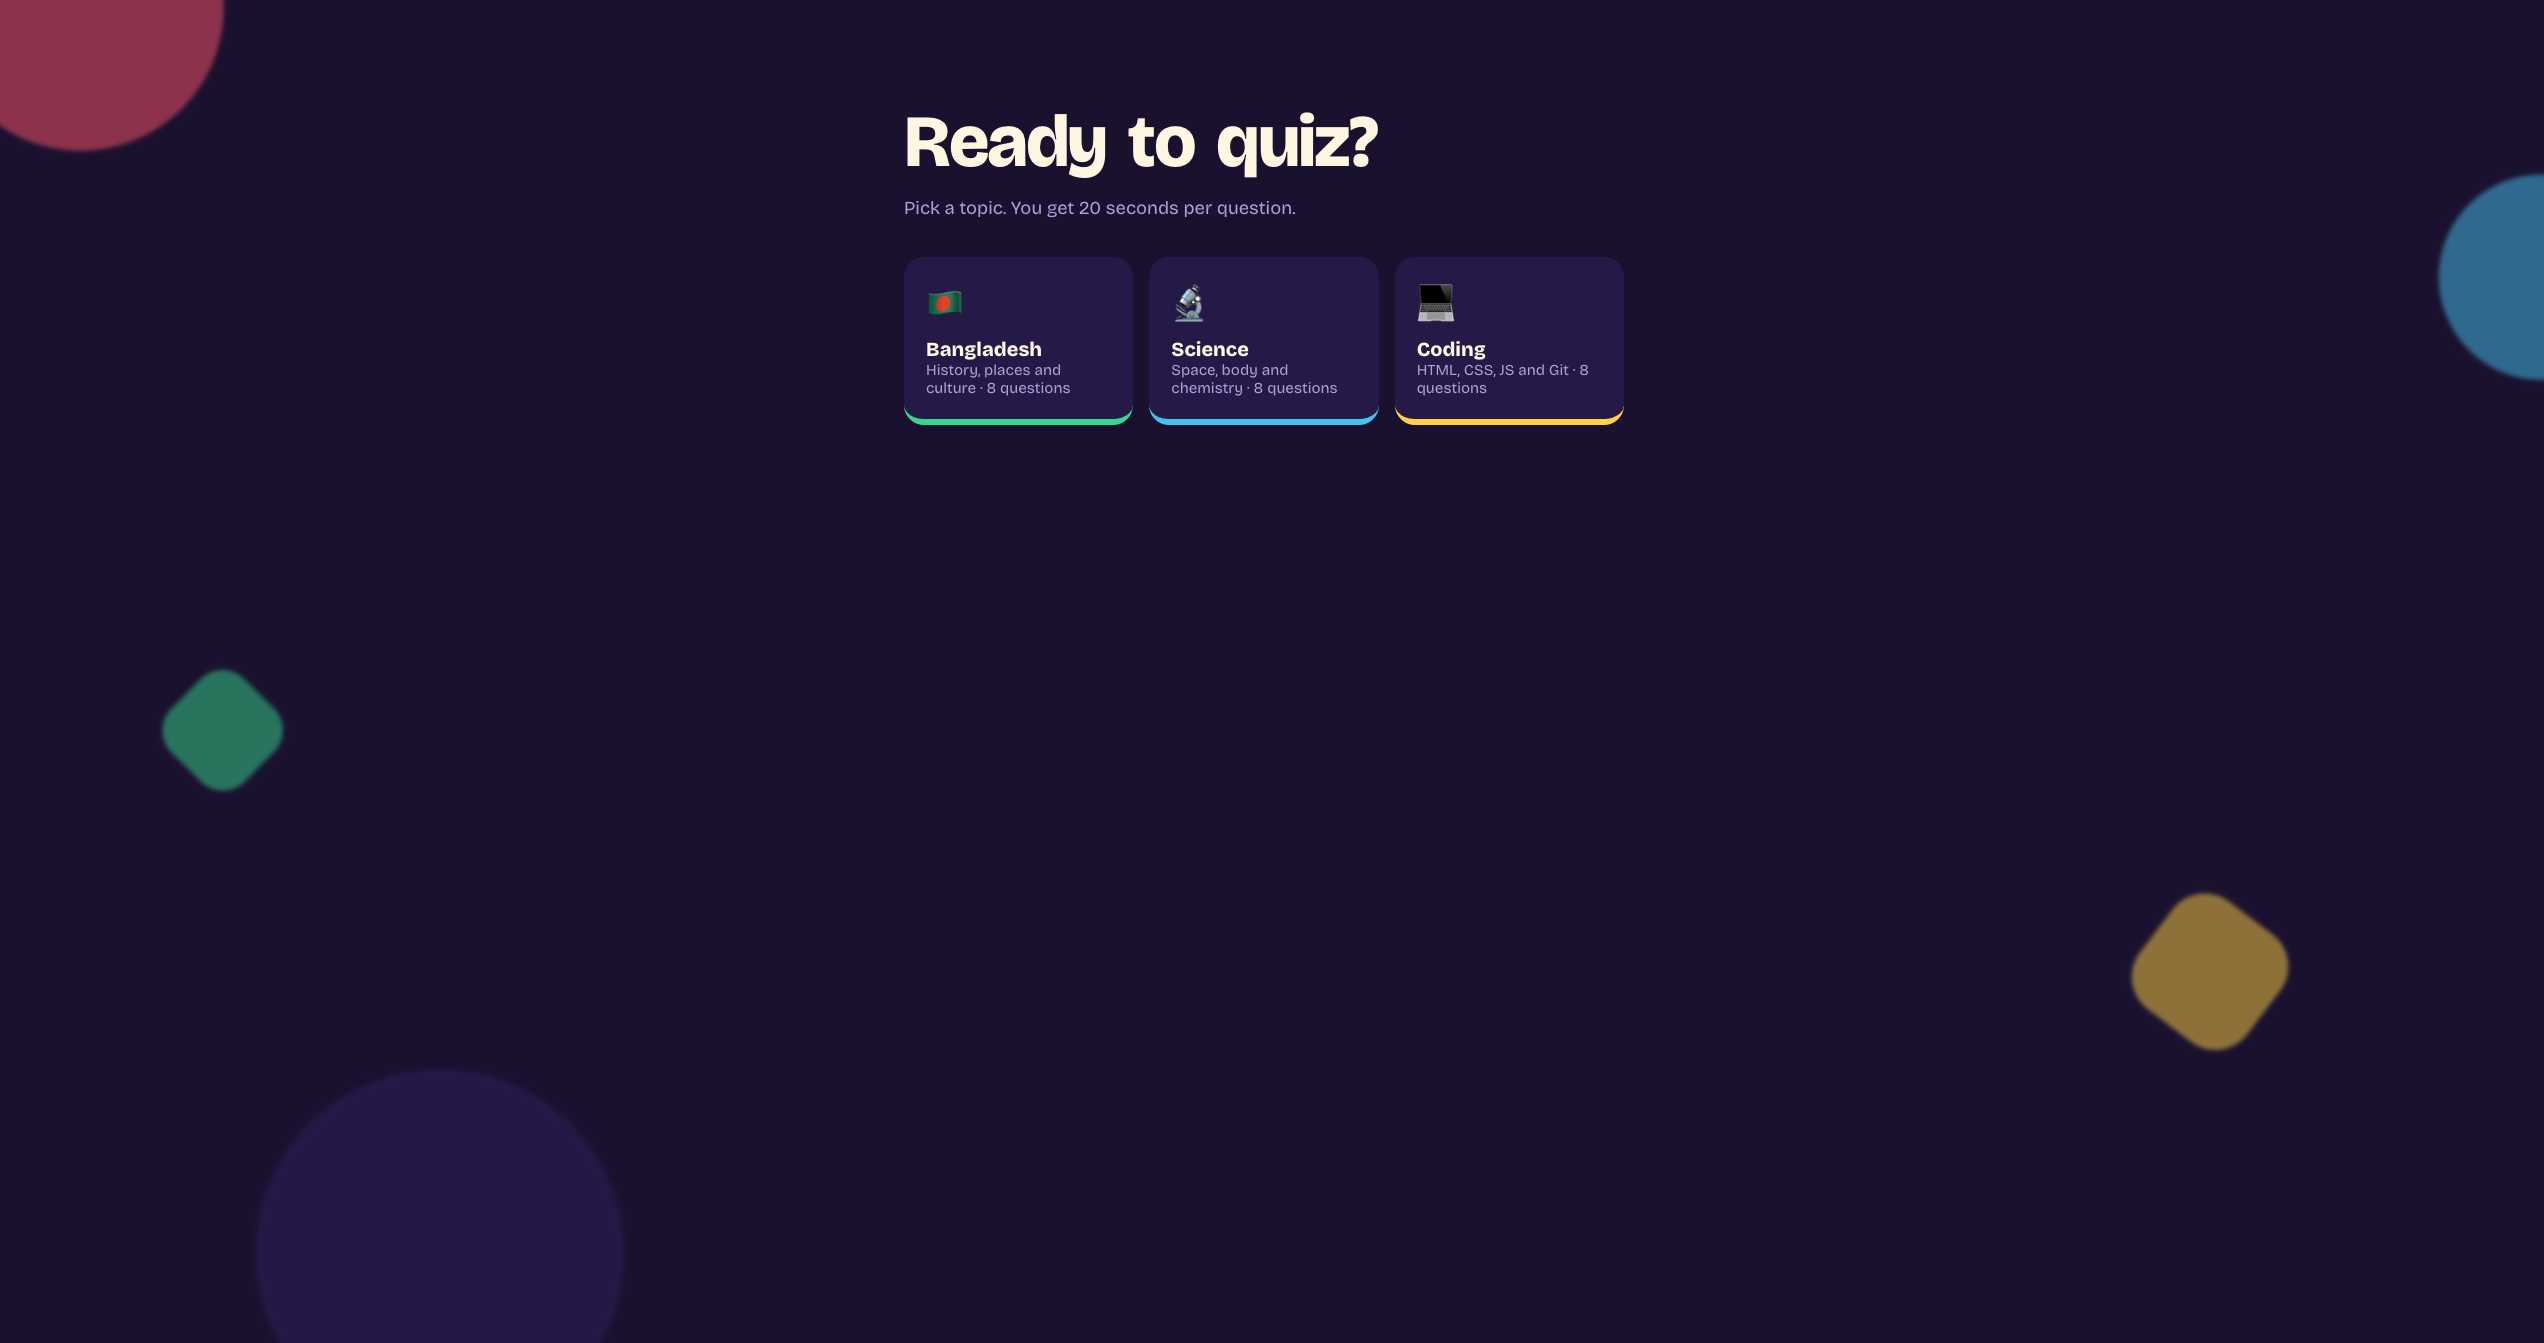 Ready to quiz?
Pick a topic. You get 20 seconds per question.
Bangladesh
History, places and
culture · 8 questions
Science
Space, body and
chemistry · 8 questions
Coding
HTML, CSS, JS and Git · 8
questions